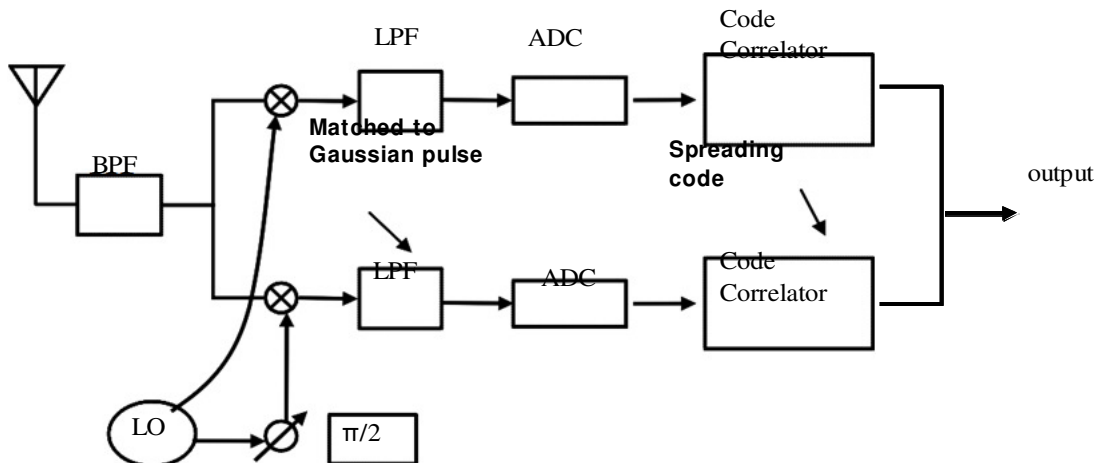 LPF
ADC
Code
Correlator
Matched to
Gaussian pulse
Spreading
code
BPF
output
LPF
ADC
Code
Correlator
LO
π/2